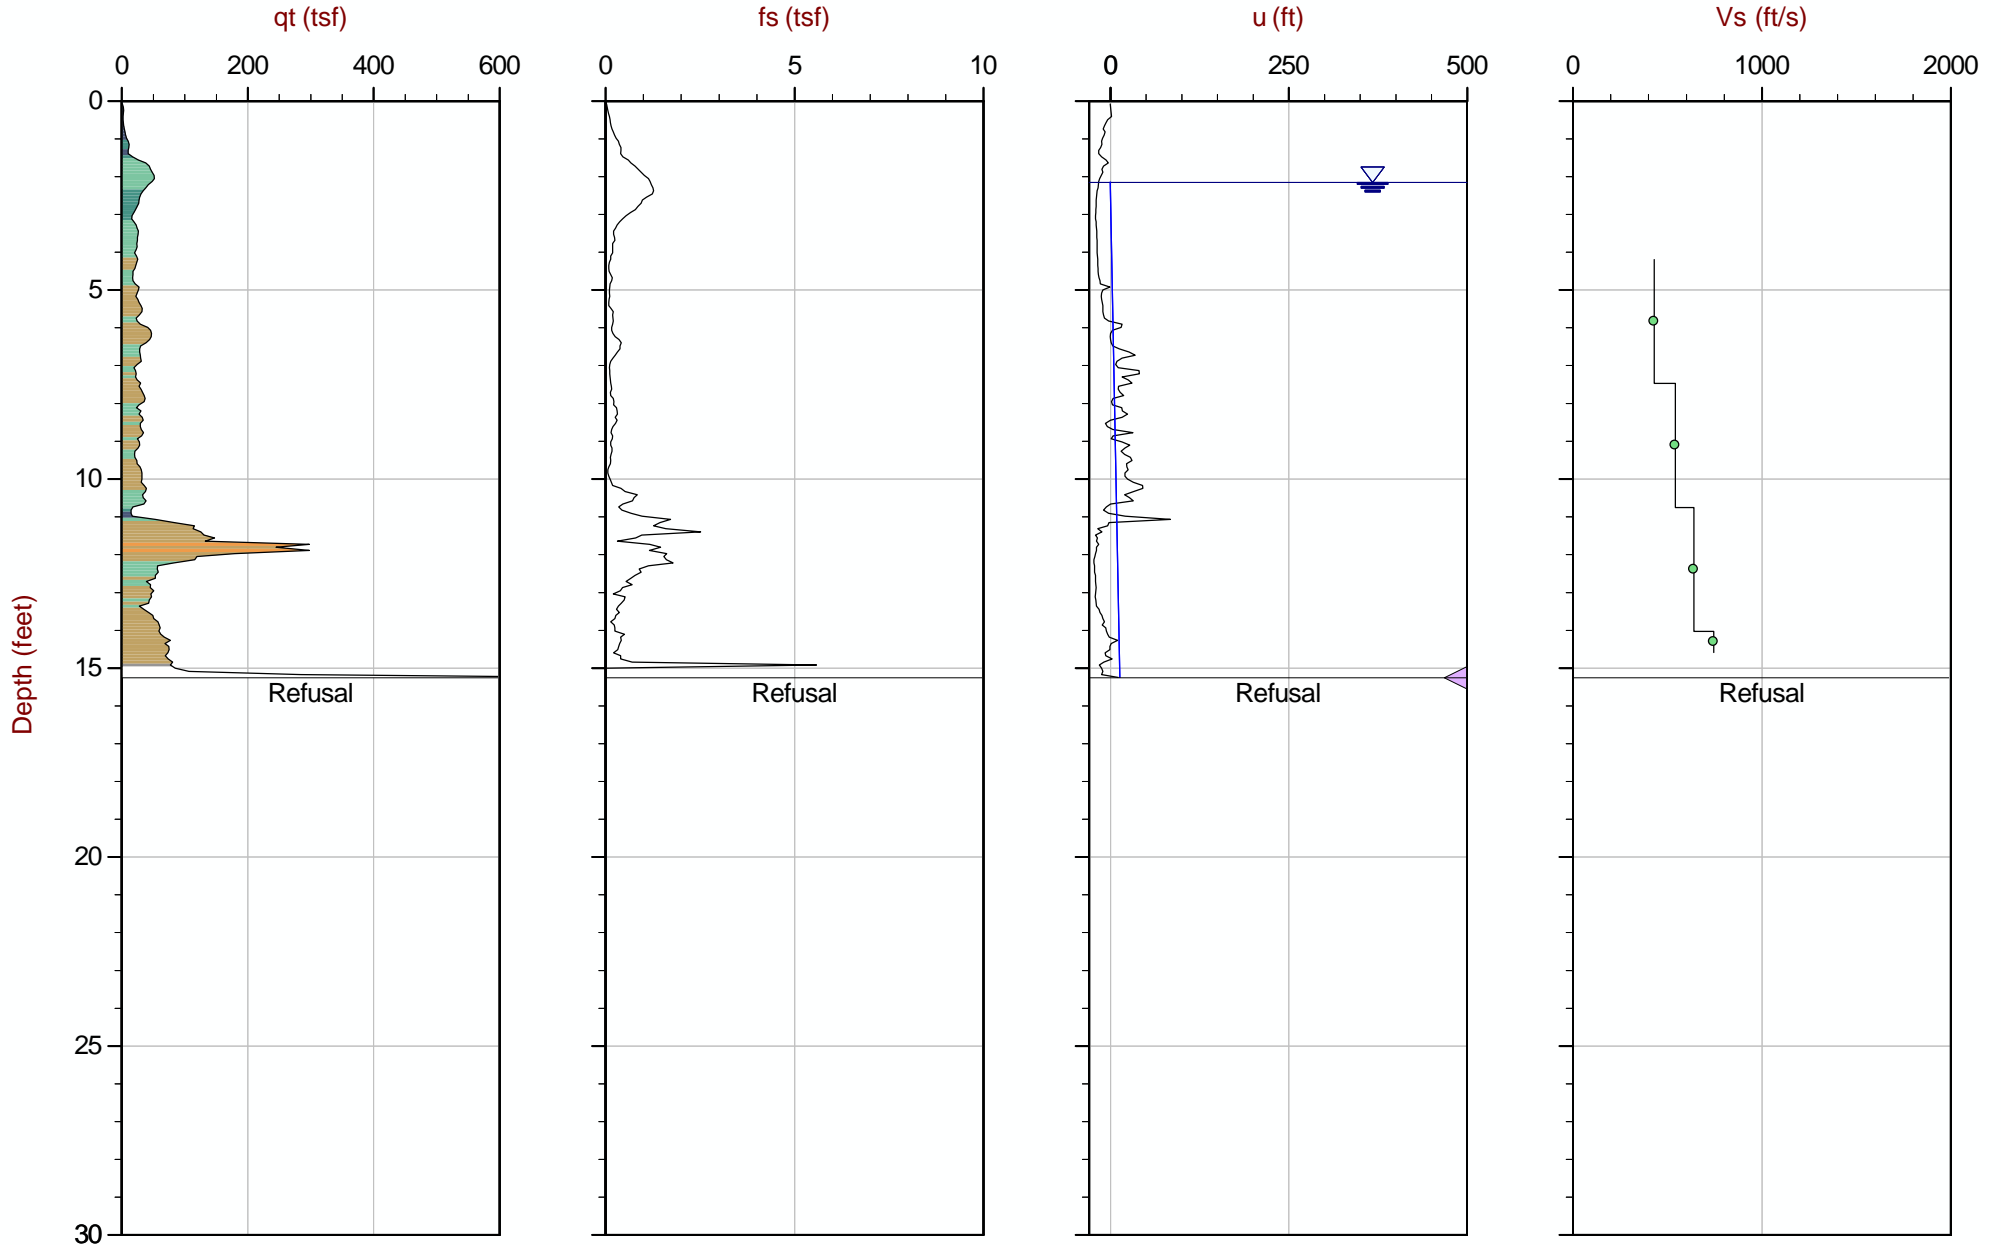 qt (tsf) fs (tsf) u (ft) Vs (ft/s)
0 200 400 600 0 5 10 0 250 500 0 1000 2000
0
5
10
Depth (feet)
15
Refusal Refusal Refusal Refusal
20
25
30